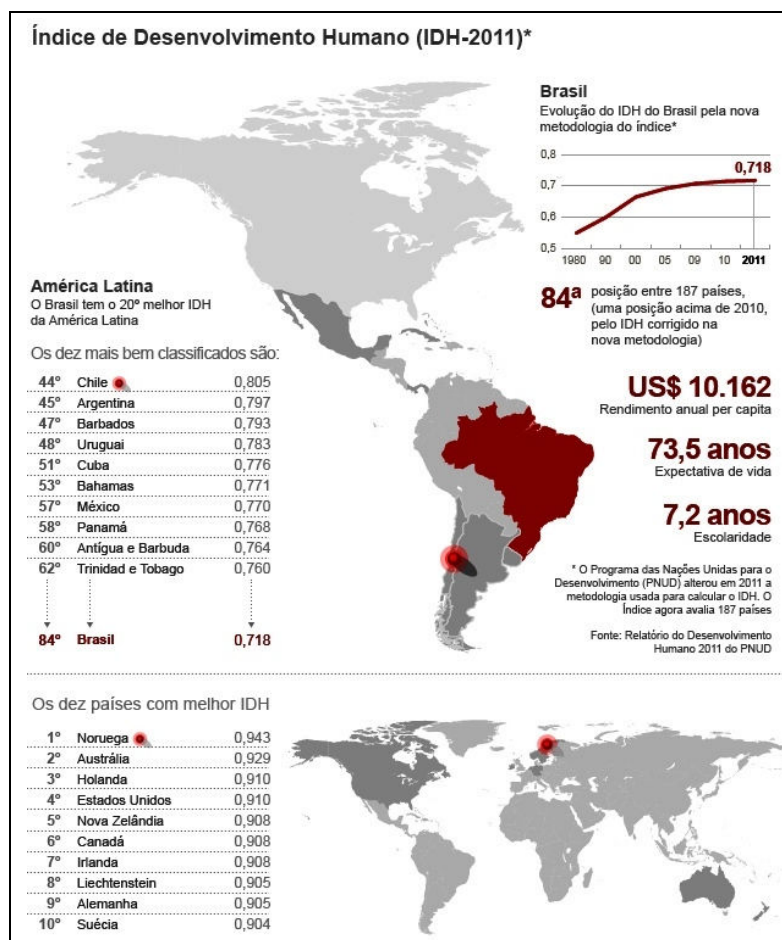 Índice de Desenvolvimento Humano (IDH-2011)*
Brasil
Evolução do IDH do Brasil pela nova
metodologia do índice*
0,8
0,718
0,7
0,6
0,5
1980 90 00 05 09 10 2011
América Latina
O Brasil tem o 20º melhor IDH
da América Latina
84ª posição entre 187 países,
(uma posição acima de 2010,
pelo IDH corrigido na
nova metodologia)
Os dez mais bem classificados são:
44º Chile 0,805
45º Argentina 0,797
47º Barbados 0,793
48º Uruguai 0,783
51º Cuba 0,776
53º Bahamas 0,771
57º México 0,770
58º Panamá 0,768
60º Antígua e Barbuda 0,764
62º Trinidad e Tobago 0,760
84º Brasil 0,718
US$ 10.162
Rendimento anual per capita
73,5 anos
Expectativa de vida
7,2 anos
Escolaridade
* O Programa das Nações Unidas para o
Desenvolvimento (PNUD) alterou em 2011 a
metodologia usada para calcular o IDH. O
Índice agora avalia 187 países
Fonte: Relatório do Desenvolvimento
Humano 2011 do PNUD
Os dez países com melhor IDH
1º Noruega 0,943
2º Austrália 0,929
3º Holanda 0,910
4º Estados Unidos 0,910
5º Nova Zelândia 0,908
6º Canadá 0,908
7º Irlanda 0,908
8º Liechtenstein 0,905
9º Alemanha 0,905
10º Suécia 0,904